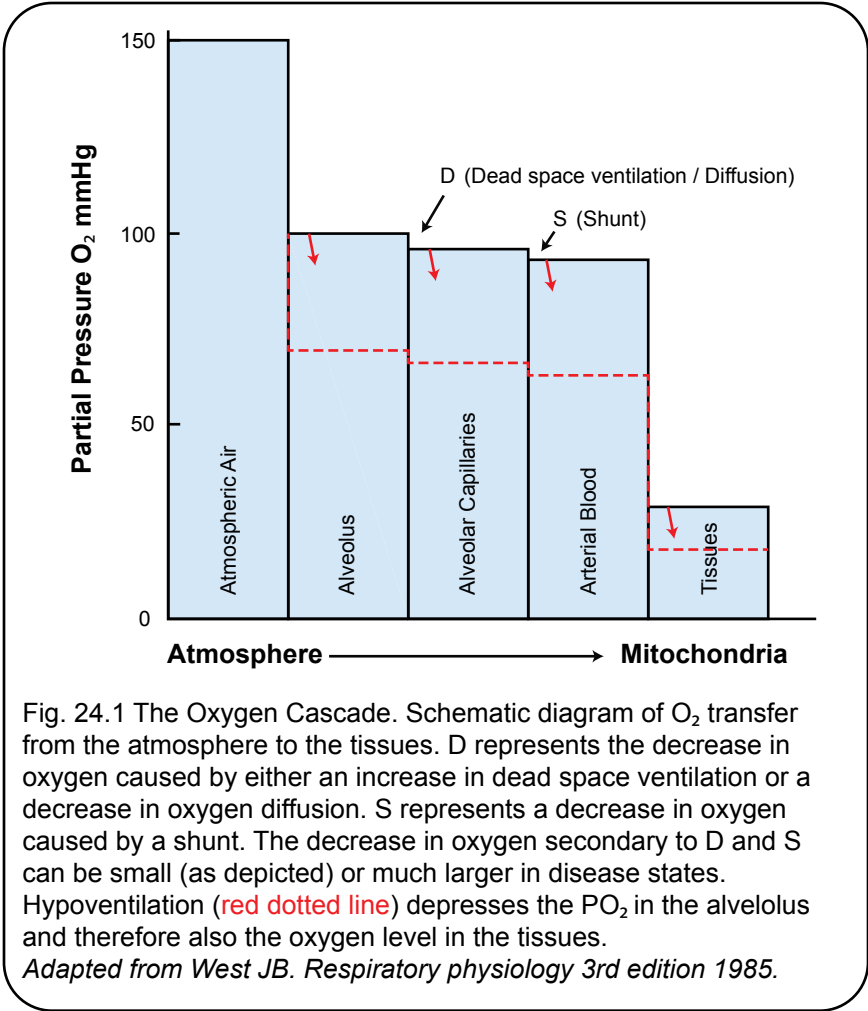 150
D (Dead space ventilation / Diffusion)
S (Shunt)
100
50
0
Partial Pressure O₂ mmHg
Atmospheric Air
Alveolus
Alveolar Capillaries
Arterial Blood
Tissues
Atmosphere Mitochondria
Fig. 24.1 The Oxygen Cascade. Schematic diagram of O₂ transfer
from the atmosphere to the tissues. D represents the decrease in
oxygen caused by either an increase in dead space ventilation or a
decrease in oxygen diffusion. S represents a decrease in oxygen
caused by a shunt. The decrease in oxygen secondary to D and S
can be small (as depicted) or much larger in disease states.
Hypoventilation (red dotted line) depresses the PO₂ in the alvelolus
and therefore also the oxygen level in the tissues.
Adapted from West JB. Respiratory physiology 3rd edition 1985.